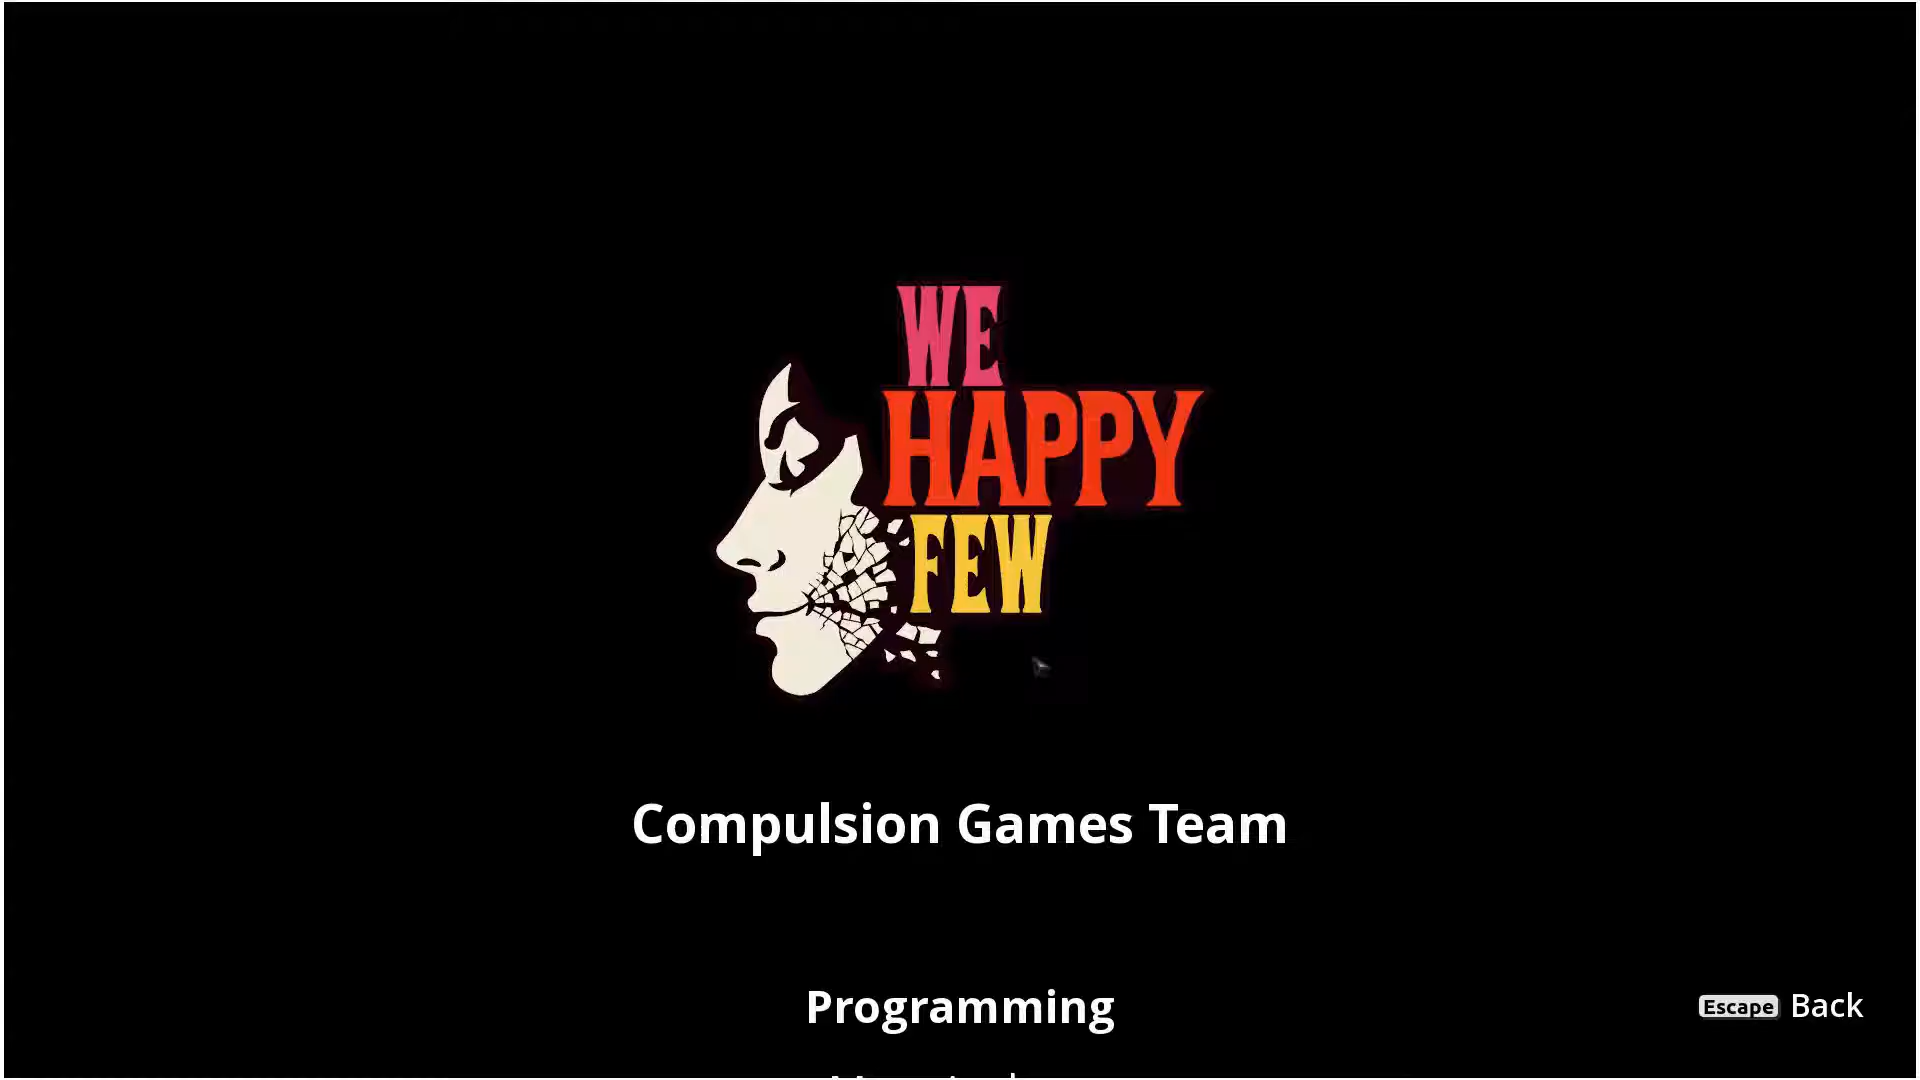 WE
HAPPY
FEW
Compulsion Games Team
Programming
Escape Back